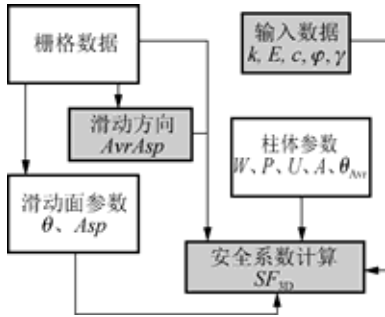 栅格数据
输入数据
k, E, c, φ, γ
滑动方向
AvrAsp
柱体参数
W、P、U、A、θAvr
滑动面参数
θ、Asp
安全系数计算
SF3D